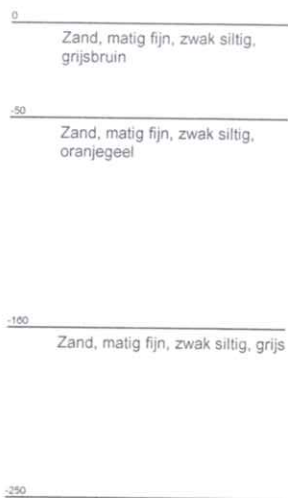 0
Zand, matig fijn, zwak siltig,
grijsbruin
-50
Zand, matig fijn, zwak siltig,
oranjegeel
-160
Zand, matig fijn, zwak siltig, grijs
-250